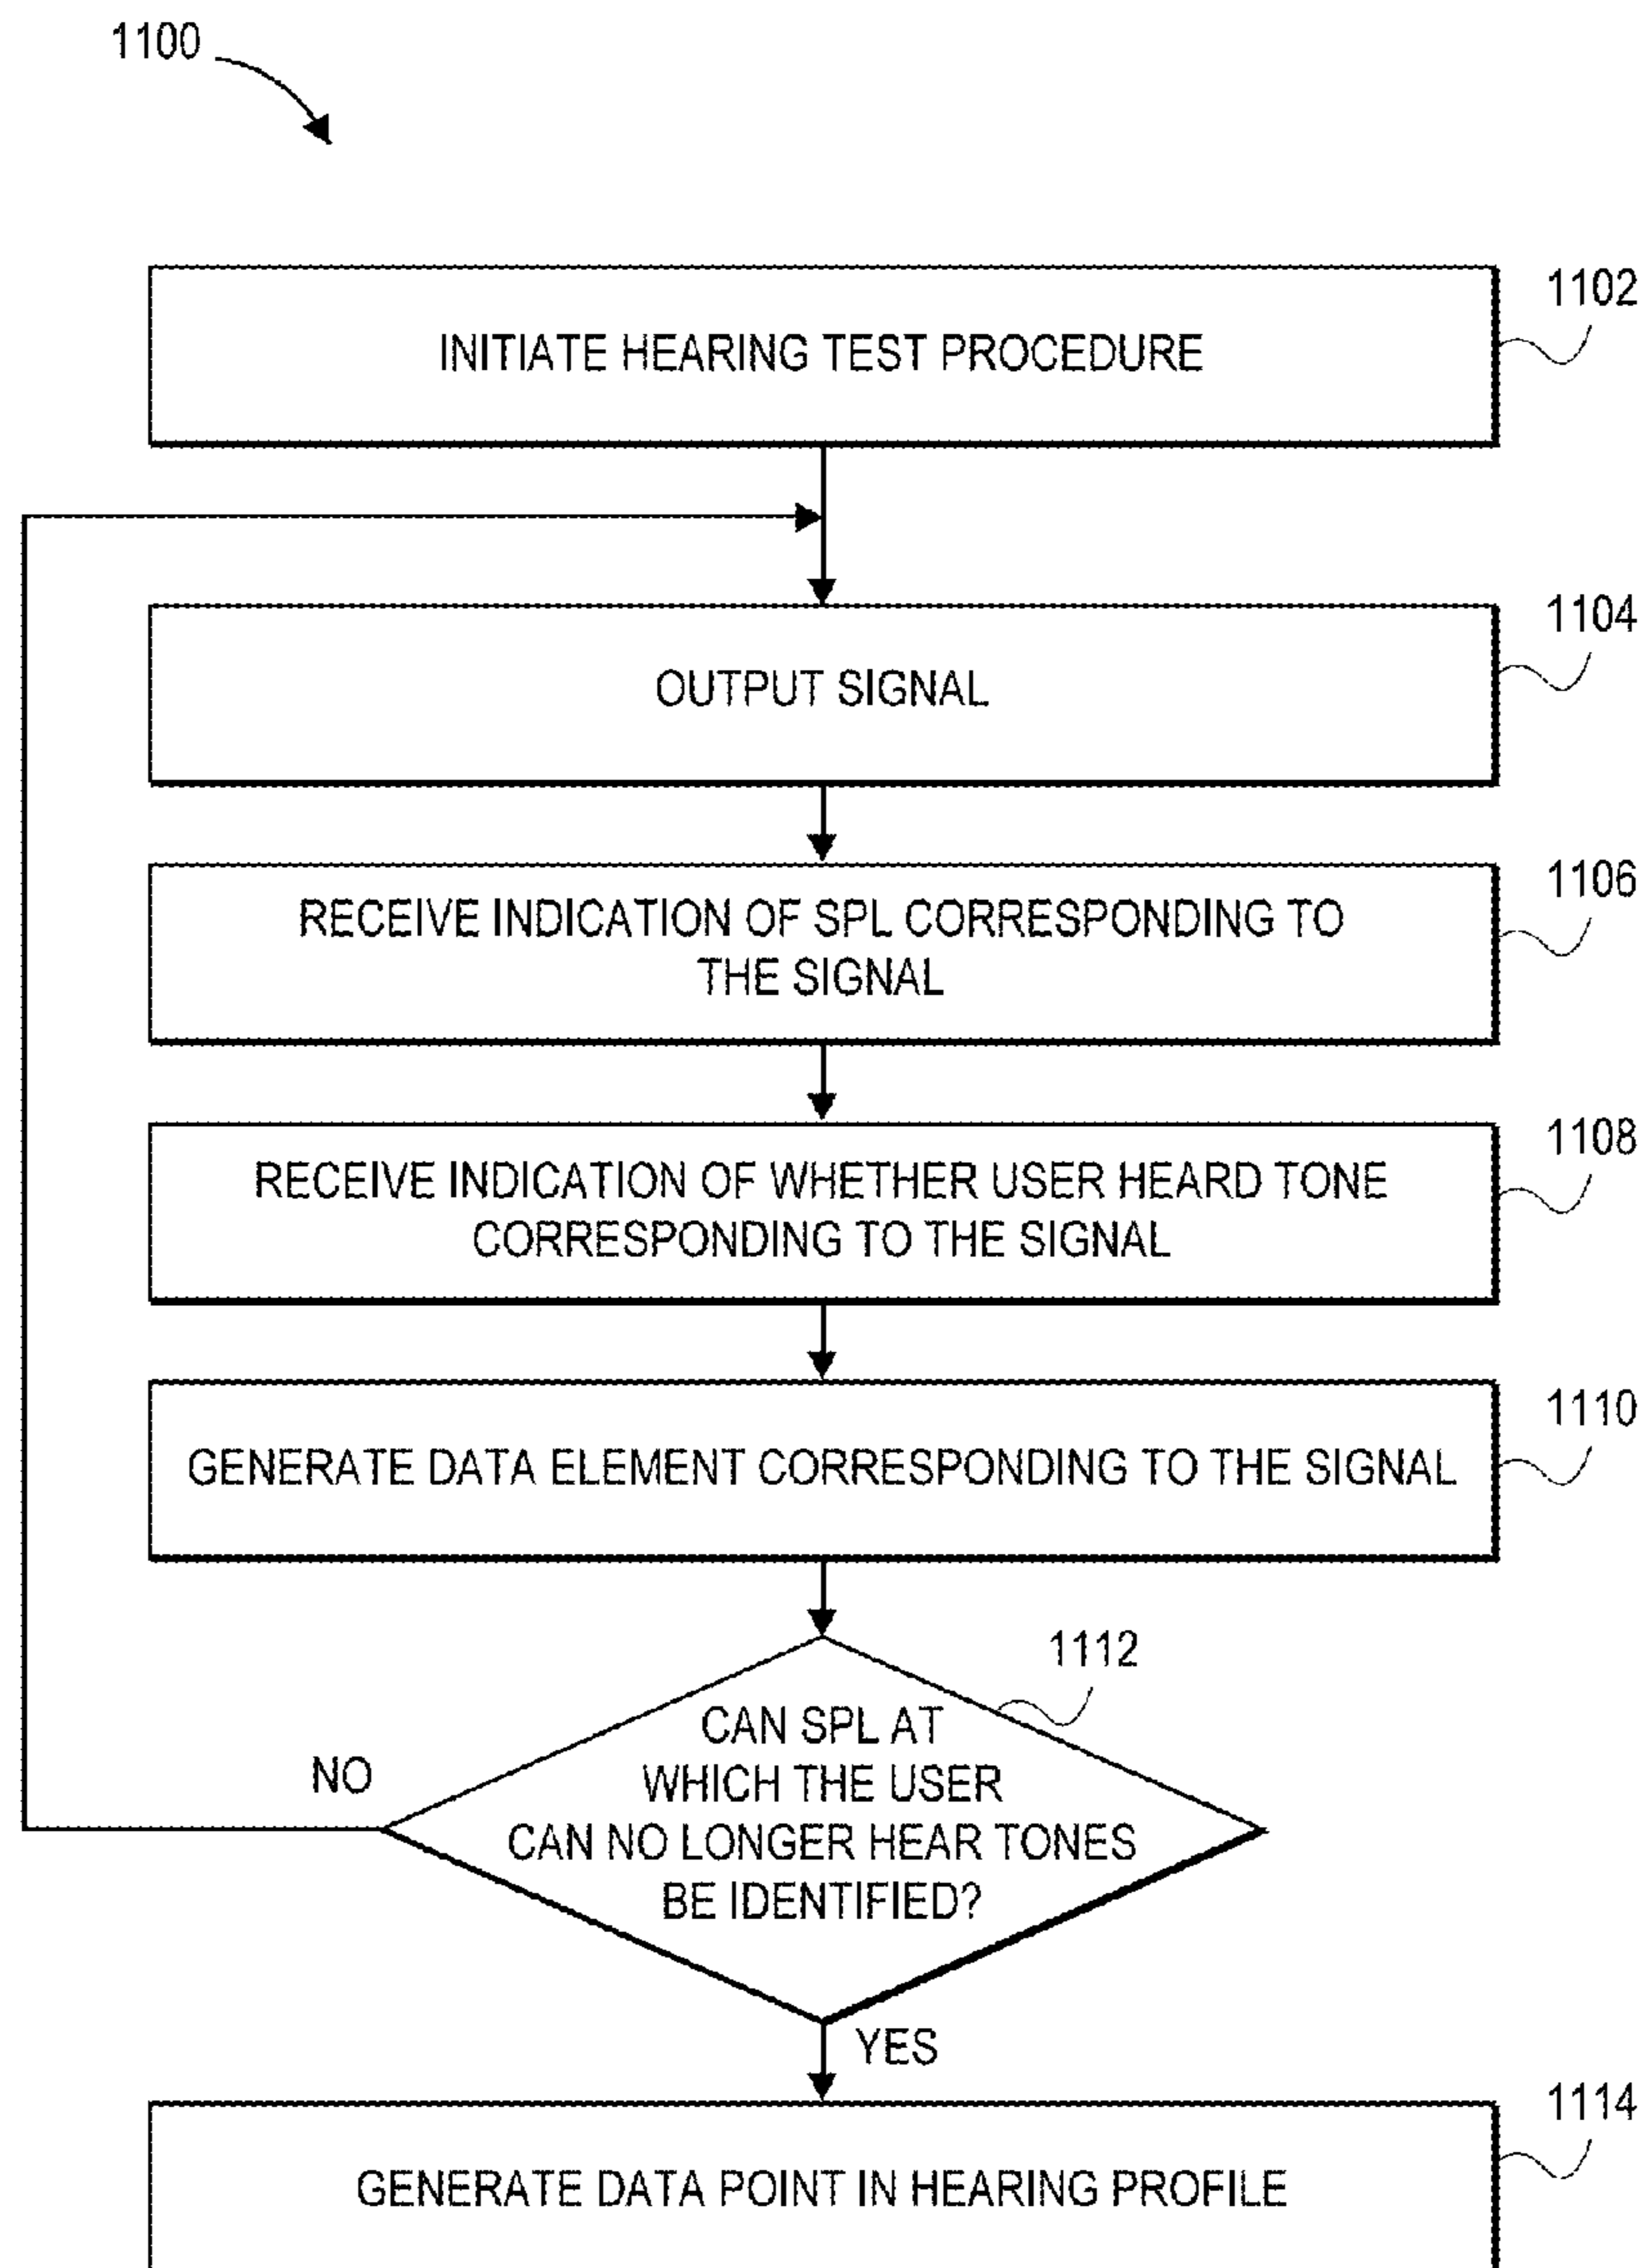 1100
1102
INITIATE HEARING TEST PROCEDURE
1104
OUTPUT SIGNAL
1106
RECEIVE INDICATION OF SPL CORRESPONDING TO
THE SIGNAL
1108
RECEIVE INDICATION OF WHETHER USER HEARD TONE
CORRESPONDING TO THE SIGNAL
1110
GENERATE DATA ELEMENT CORRESPONDING TO THE SIGNAL
1112
CAN SPL AT
WHICH THE USER
CAN NO LONGER HEAR TONES
BE IDENTIFIED?
NO
YES
1114
GENERATE DATA POINT IN HEARING PROFILE